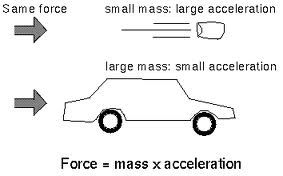 Same force
small mass: large acceleration
large mass: small acceleration
Force = mass x acceleration